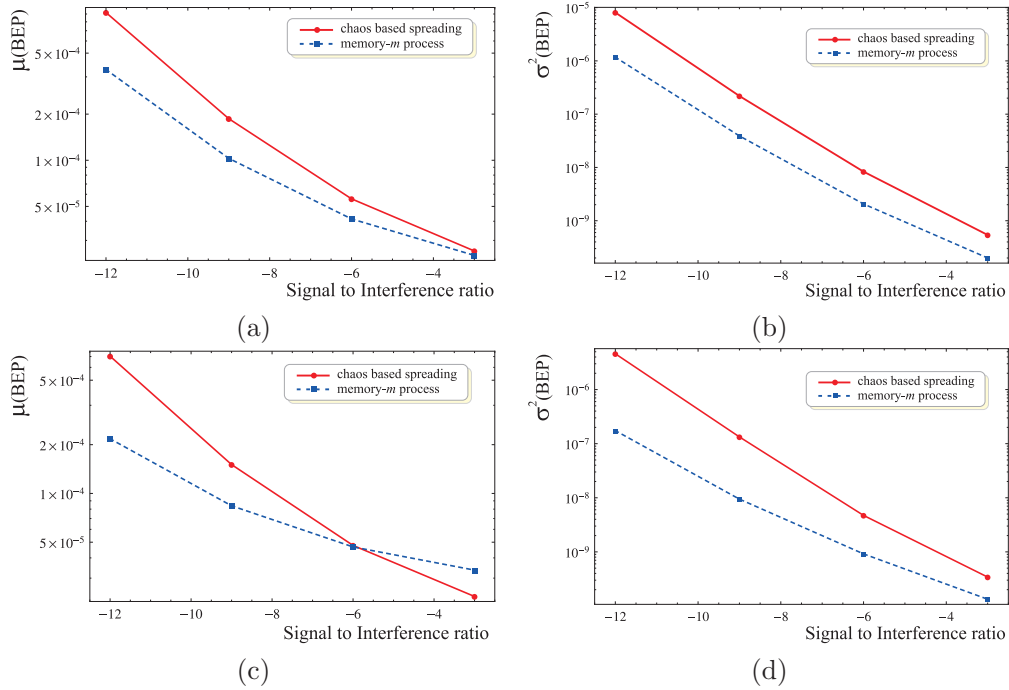 μ(BEP)
5×10⁻⁴
2×10⁻⁴
1×10⁻⁴
5×10⁻⁵
chaos based spreading
memory-m process
−12 −10 −8 −6 −4
Signal to Interference ratio
(a)
σ²(BEP)
10⁻⁵
10⁻⁶
10⁻⁷
10⁻⁸
10⁻⁹
chaos based spreading
memory-m process
−12 −10 −8 −6 −4
Signal to Interference ratio
(b)
μ(BEP)
5×10⁻⁴
2×10⁻⁴
1×10⁻⁴
5×10⁻⁵
chaos based spreading
memory-m process
−12 −10 −8 −6 −4
Signal to Interference ratio
(c)
σ²(BEP)
10⁻⁶
10⁻⁷
10⁻⁸
10⁻⁹
chaos based spreading
memory-m process
−12 −10 −8 −6 −4
Signal to Interference ratio
(d)